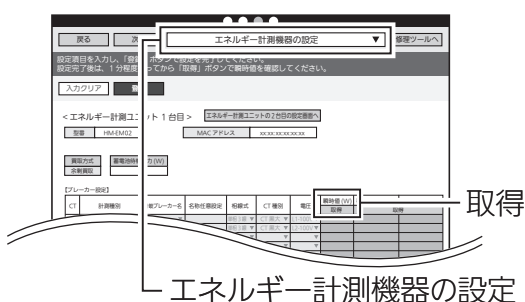 戻る 次 エネルギー計測機器の設定 ▼ 修理ツールへ
設定項目を入力し、「登録」ボタンで設定を完了してください。
設定完了後は、1分程度 ってから「取得」ボタンで瞬時値を確認してください。
入力クリア 登
<エネルギー計測ユニット 1台目> エネルギー計測ユニットの2台目の設定画面へ
型番 HM-EM02 MACアドレス xx:xx:xx:xx:xx:xx
買取方式 蓄電池特 力(W)
余剰買取
【ブレーカー設定】
CT 計測種別 ブレーカー名 名称任意設定 相線式 CT種別 電圧 瞬時値(W) 取得 取得
取得
エネルギー計測機器の設定